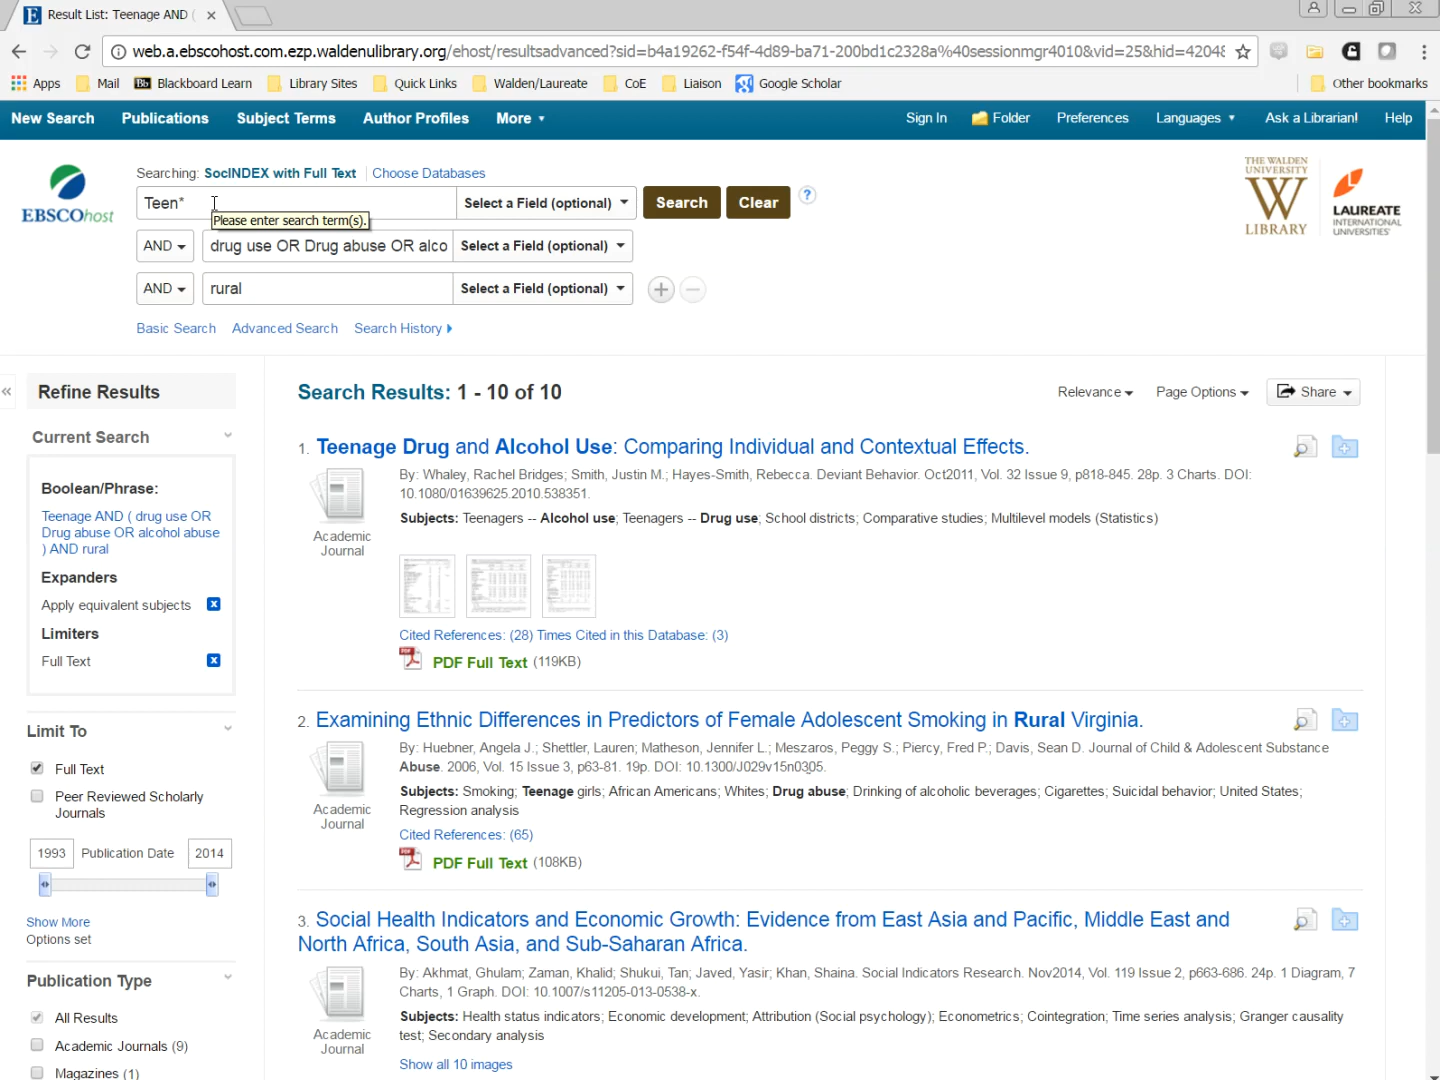 Result List: Teenage AND (
web.a.ebscohost.com.ezp.waldenulibrary.org/ehost/resultsadvanced?sid=b4a19262-f54f-4d89-ba71-200bd1c2328a%40sessionmgr4010&vid=25&hid=4204
Apps Mail Bb Blackboard Learn Library Sites Quick Links Walden/Laureate CoE Liaison Google Scholar Other bookmarks
New Search Publications Subject Terms Author Profiles More Sign In Folder Preferences Languages Ask a Librarian! Help
EBSCOhost
Searching: SocINDEX with Full Text Choose Databases
Teen* Select a Field (optional) Search Clear ?
Please enter search term(s).
AND drug use OR Drug abuse OR alco Select a Field (optional)
AND rural Select a Field (optional)
Basic Search Advanced Search Search History
THE WALDEN
UNIVERSITY
W
LIBRARY
LAUREATE
INTERNATIONAL
UNIVERSITIES
Refine Results
Current Search
Boolean/Phrase:
Teenage AND ( drug use OR
Drug abuse OR alcohol abuse
) AND rural
Expanders
Apply equivalent subjects
Limiters
Full Text
Limit To
Full Text
Peer Reviewed Scholarly
Journals
1993 Publication Date 2014
Show More
Options set
Publication Type
All Results
Academic Journals (9)
Magazines (1)
Search Results: 1 - 10 of 10
Relevance Page Options Share
1. Teenage Drug and Alcohol Use: Comparing Individual and Contextual Effects.
By: Whaley, Rachel Bridges; Smith, Justin M.; Hayes-Smith, Rebecca. Deviant Behavior. Oct2011, Vol. 32 Issue 9, p818-845. 28p. 3 Charts. DOI:
10.1080/01639625.2010.538351.
Subjects: Teenagers -- Alcohol use; Teenagers -- Drug use; School districts; Comparative studies; Multilevel models (Statistics)
Academic
Journal
Cited References: (28) Times Cited in this Database: (3)
PDF Full Text (119KB)
2. Examining Ethnic Differences in Predictors of Female Adolescent Smoking in Rural Virginia.
By: Huebner, Angela J.; Shettler, Lauren; Matheson, Jennifer L.; Meszaros, Peggy S.; Piercy, Fred P.; Davis, Sean D. Journal of Child & Adolescent Substance
Abuse. 2006, Vol. 15 Issue 3, p63-81. 19p. DOI: 10.1300/J029v15n0305.
Subjects: Smoking; Teenage girls; African Americans; Whites; Drug abuse; Drinking of alcoholic beverages; Cigarettes; Suicidal behavior; United States;
Regression analysis
Academic
Journal
Cited References: (65)
PDF Full Text (108KB)
3. Social Health Indicators and Economic Growth: Evidence from East Asia and Pacific, Middle East and
North Africa, South Asia, and Sub-Saharan Africa.
By: Akhmat, Ghulam; Zaman, Khalid; Shukui, Tan; Javed, Yasir; Khan, Shaina. Social Indicators Research. Nov2014, Vol. 119 Issue 2, p663-686. 24p. 1 Diagram, 7
Charts, 1 Graph. DOI: 10.1007/s11205-013-0538-x.
Subjects: Health status indicators; Economic development; Attribution (Social psychology); Econometrics; Cointegration; Time series analysis; Granger causality
test; Secondary analysis
Academic
Journal
Show all 10 images